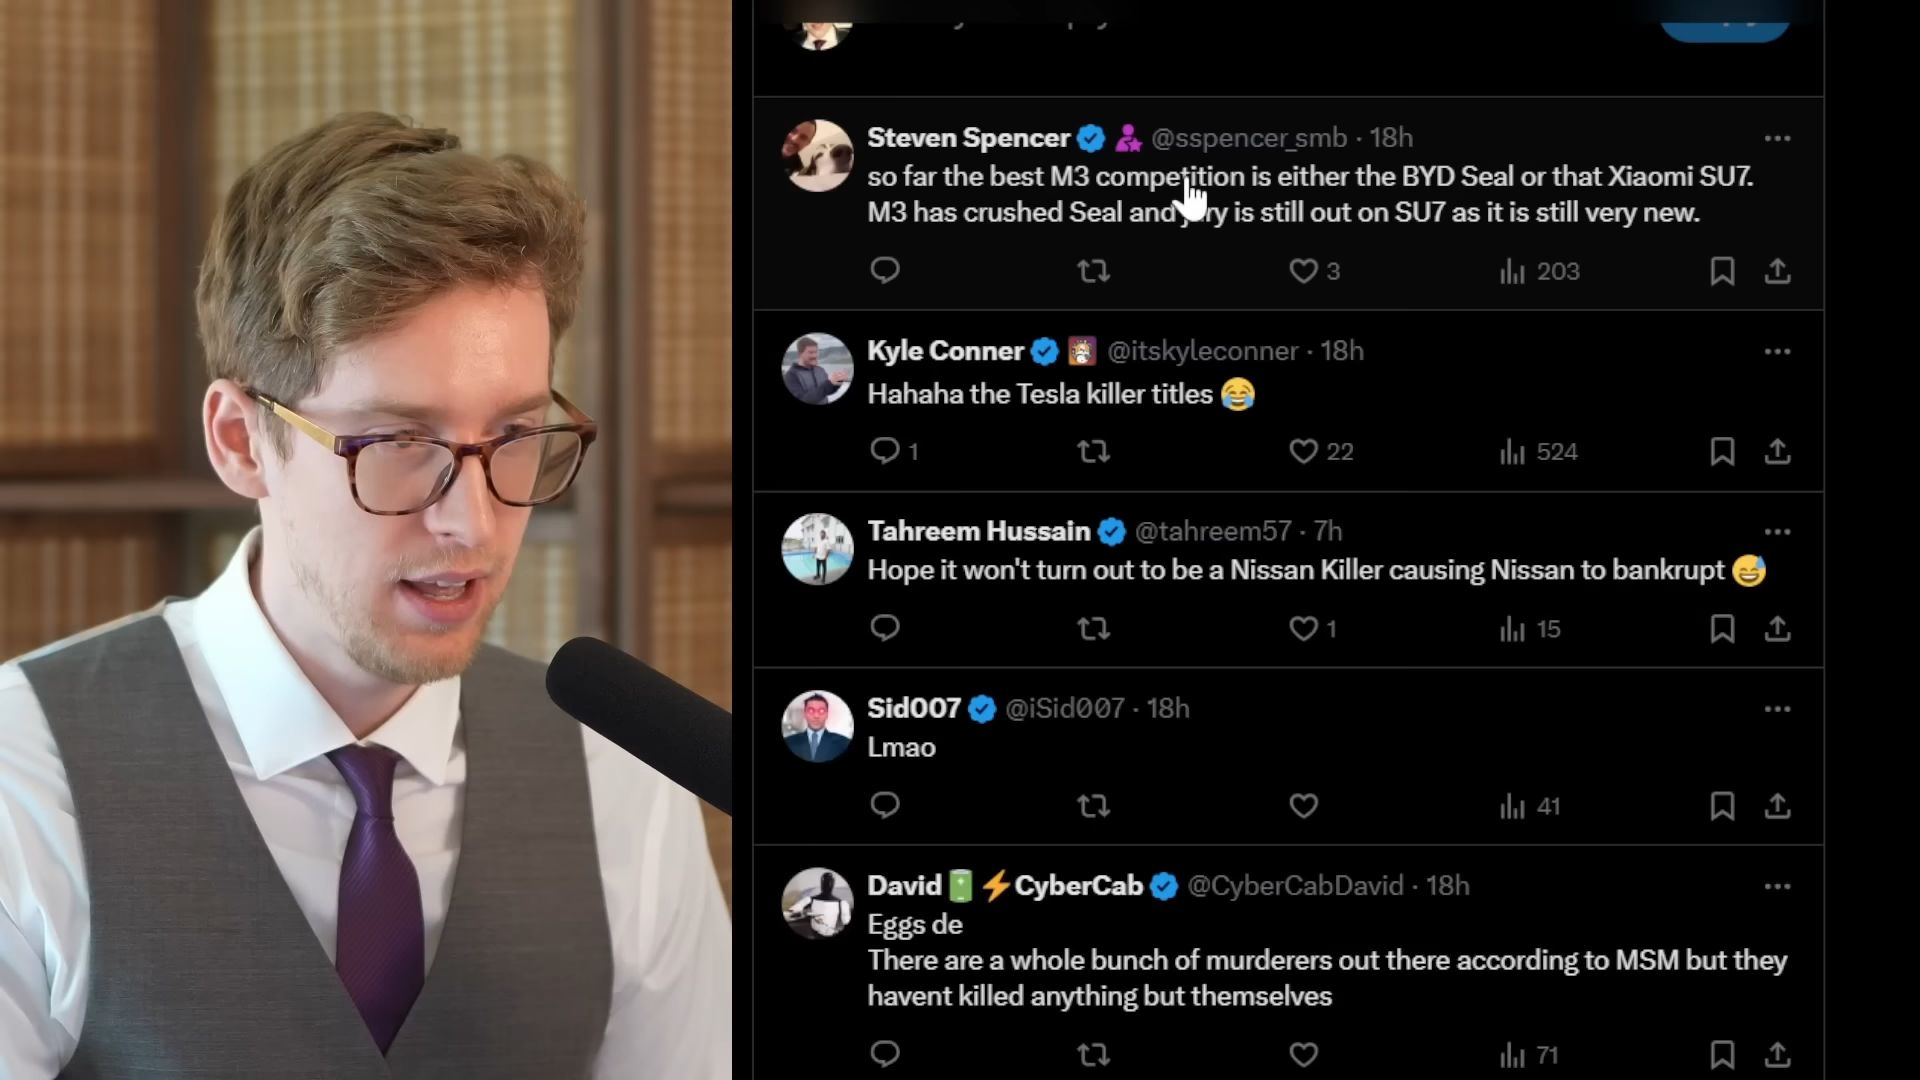 Steven Spencer @sspencer_smb · 18h
so far the best M3 competition is either the BYD Seal or that Xiaomi SU7.
M3 has crushed Seal and jury is still out on SU7 as it is still very new.
3 203
Kyle Conner @itskyleconner · 18h
Hahaha the Tesla killer titles 😂
1 22 524
Tahreem Hussain @tahreem57 · 7h
Hope it won't turn out to be a Nissan Killer causing Nissan to bankrupt 😅
1 15
Sid007 @iSid007 · 18h
Lmao
41
David🔋⚡CyberCab @CyberCabDavid · 18h
Eggs de
There are a whole bunch of murderers out there according to MSM but they
havent killed anything but themselves
71